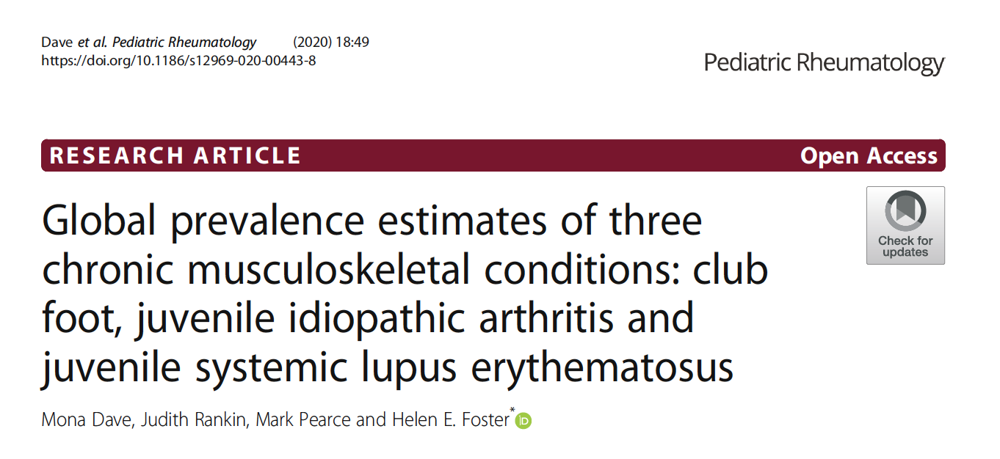 Dave et al. Pediatric Rheumatology (2020) 18:49
https://doi.org/10.1186/s12969-020-00443-8
Pediatric Rheumatology
RESEARCH ARTICLE
Open Access
Global prevalence estimates of three
chronic musculoskeletal conditions: club
foot, juvenile idiopathic arthritis and
juvenile systemic lupus erythematosus
Check for
updates
Mona Dave, Judith Rankin, Mark Pearce and Helen E. Foster* iD